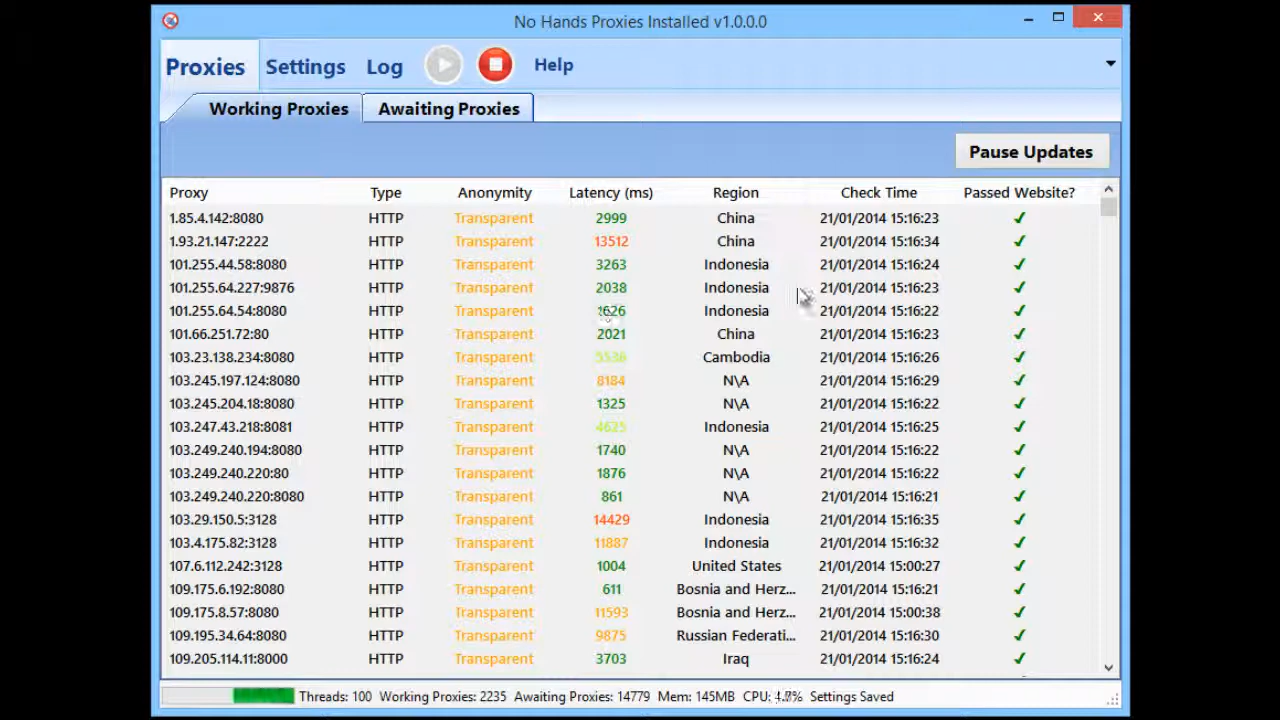 No Hands Proxies Installed v1.0.0.0
Proxies Settings Log Help
Working Proxies Awaiting Proxies
Pause Updates
Proxy Type Anonymity Latency (ms) Region Check Time Passed Website?
1.85.4.142:8080 HTTP Transparent 2999 China 21/01/2014 15:16:23 ✓
1.93.21.147:2222 HTTP Transparent 13512 China 21/01/2014 15:16:34 ✓
101.255.44.58:8080 HTTP Transparent 3263 Indonesia 21/01/2014 15:16:24 ✓
101.255.64.227:9876 HTTP Transparent 2038 Indonesia 21/01/2014 15:16:23 ✓
101.255.64.54:8080 HTTP Transparent 1626 Indonesia 21/01/2014 15:16:22 ✓
101.66.251.72:80 HTTP Transparent 2021 China 21/01/2014 15:16:23 ✓
103.23.138.234:8080 HTTP Transparent Cambodia 21/01/2014 15:16:26 ✓
103.245.197.124:8080 HTTP Transparent 8184 N\A 21/01/2014 15:16:29 ✓
103.245.204.18:8080 HTTP Transparent 1325 N\A 21/01/2014 15:16:22 ✓
103.247.43.218:8081 HTTP Transparent 4625 Indonesia 21/01/2014 15:16:25 ✓
103.249.240.194:8080 HTTP Transparent 1740 N\A 21/01/2014 15:16:22 ✓
103.249.240.220:80 HTTP Transparent 1876 N\A 21/01/2014 15:16:22 ✓
103.249.240.220:8080 HTTP Transparent 861 N\A 21/01/2014 15:16:21 ✓
103.29.150.5:3128 HTTP Transparent 14429 Indonesia 21/01/2014 15:16:35 ✓
103.4.175.82:3128 HTTP Transparent 11887 Indonesia 21/01/2014 15:16:32 ✓
107.6.112.242:3128 HTTP Transparent 1004 United States 21/01/2014 15:00:27 ✓
109.175.6.192:8080 HTTP Transparent 611 Bosnia and Herz... 21/01/2014 15:16:21 ✓
109.175.8.57:8080 HTTP Transparent 11593 Bosnia and Herz... 21/01/2014 15:00:38 ✓
109.195.34.64:8080 HTTP Transparent 9875 Russian Federati... 21/01/2014 15:16:30 ✓
109.205.114.11:8000 HTTP Transparent 3703 Iraq 21/01/2014 15:16:24 ✓
Threads: 100 Working Proxies: 2235 Awaiting Proxies: 14779 Mem: 145MB CPU: Settings Saved